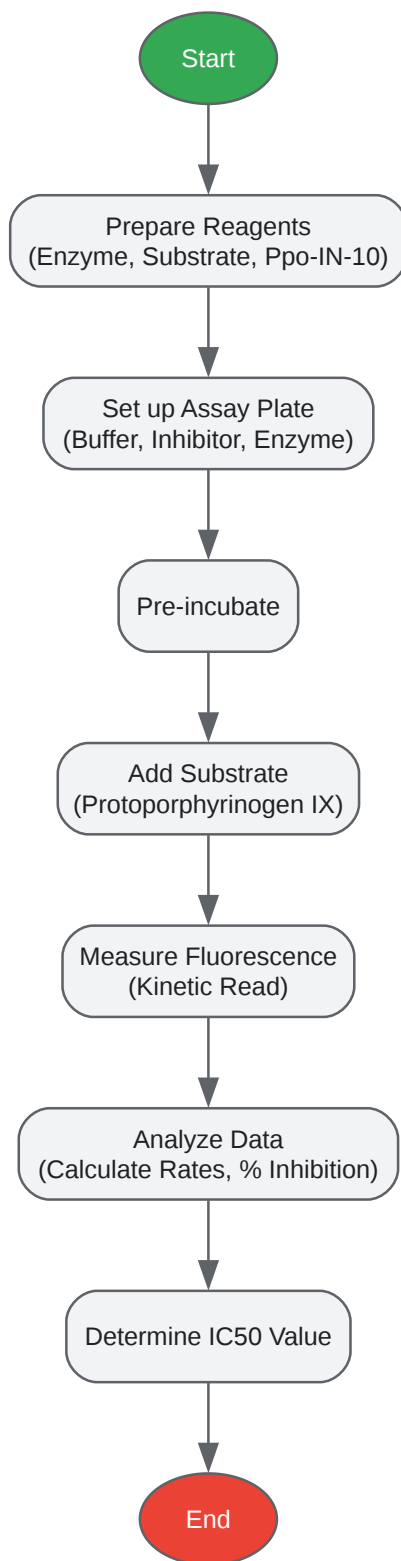 Start
Prepare Reagents
(Enzyme, Substrate, Ppo-IN-10)
Set up Assay Plate
(Buffer, Inhibitor, Enzyme)
Pre-incubate
Add Substrate
(Protoporphyrinogen IX)
Measure Fluorescence
(Kinetic Read)
Analyze Data
(Calculate Rates, % Inhibition)
Determine IC50 Value
End